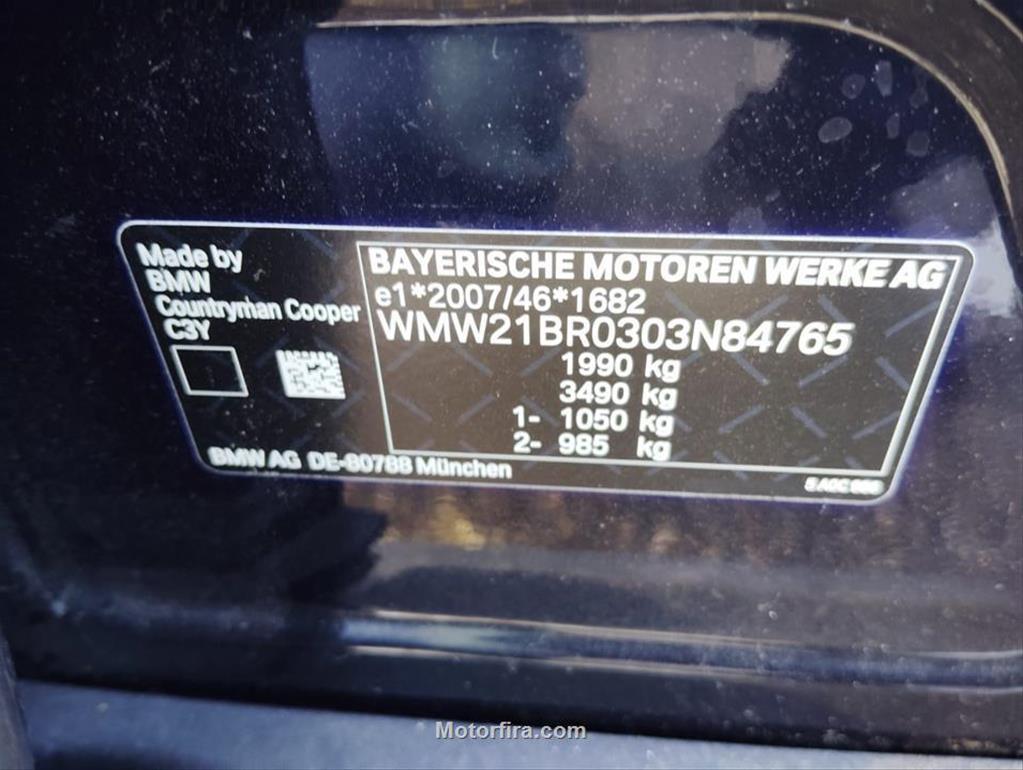 Made by
BMW
Countryman Cooper
C3Y
BAYERISCHE MOTOREN WERKE AG
e1*2007/46*1682
WMW21BR0303N84765
1990 kg
3490 kg
1- 1050 kg
2- 985 kg
BMW AG DE-80788 München
Motorfira.com